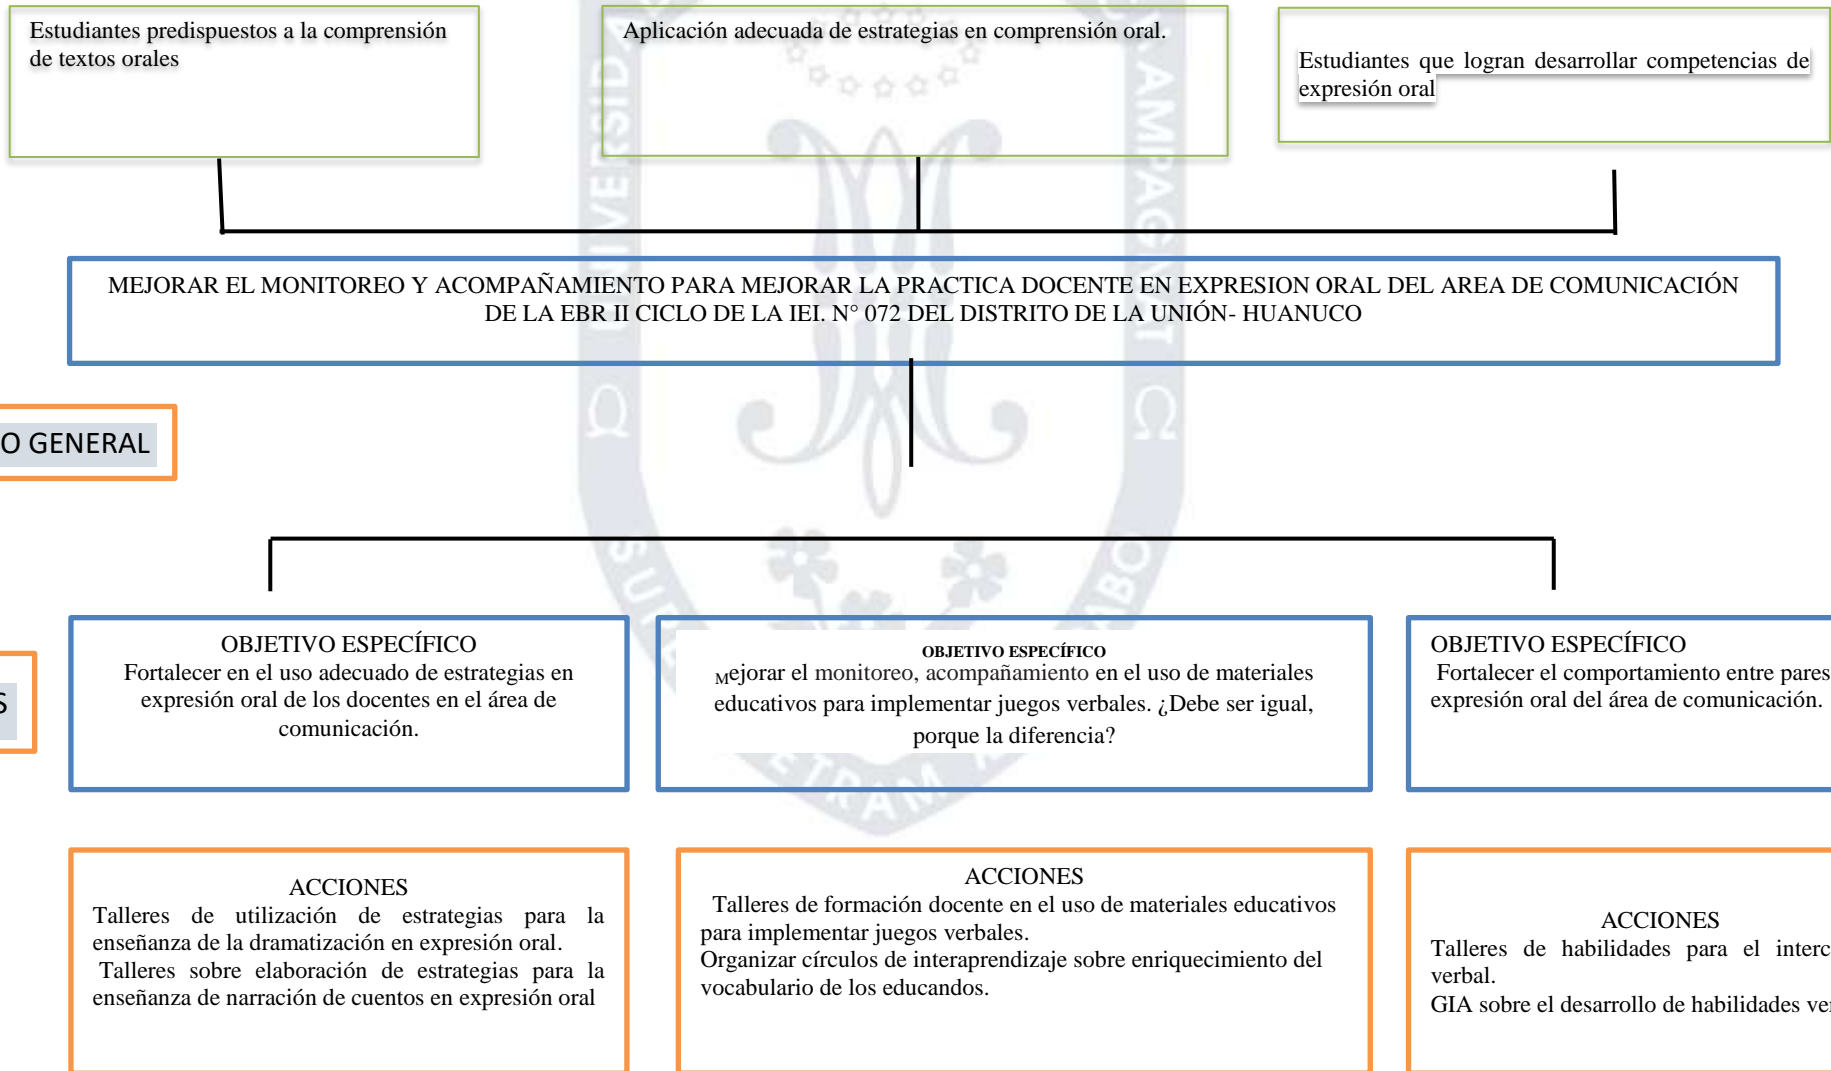 Estudiantes predispuestos a la comprensión
de textos orales
Aplicación adecuada de estrategias en comprensión oral.
Estudiantes que logran desarrollar competencias de
expresión oral
MEJORAR EL MONITOREO Y ACOMPAÑAMIENTO PARA MEJORAR LA PRACTICA DOCENTE EN EXPRESION ORAL DEL AREA DE COMUNICACIÓN
DE LA EBR II CICLO DE LA IEI. N° 072 DEL DISTRITO DE LA UNIÓN- HUANUCO
O GENERAL
OBJETIVO ESPECÍFICO
Fortalecer en el uso adecuado de estrategias en
expresión oral de los docentes en el área de
comunicación.
OBJETIVO ESPECÍFICO
Mejorar el monitoreo, acompañamiento en el uso de materiales
educativos para implementar juegos verbales. ¿Debe ser igual,
porque la diferencia?
OBJETIVO ESPECÍFICO
Fortalecer el comportamiento entre pares
expresión oral del área de comunicación.
S
ACCIONES
Talleres de utilización de estrategias para la
enseñanza de la dramatización en expresión oral.
Talleres sobre elaboración de estrategias para la
enseñanza de narración de cuentos en expresión oral
ACCIONES
Talleres de formación docente en el uso de materiales educativos
para implementar juegos verbales.
Organizar círculos de interaprendizaje sobre enriquecimiento del
vocabulario de los educandos.
ACCIONES
Talleres de habilidades para el interc
verbal.
GIA sobre el desarrollo de habilidades ver